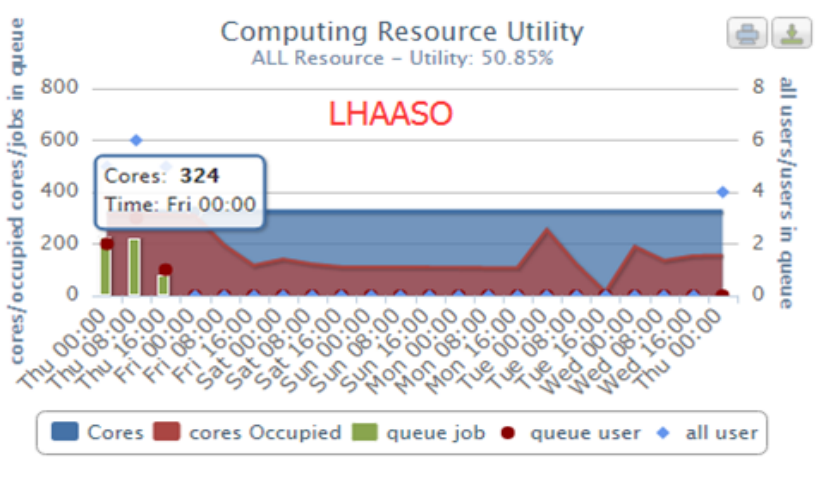 Computing Resource Utility
ALL Resource – Utility: 50.85%
cores/occupied cores/jobs in queue
800
600
400
200
0
LHAASO
Cores: 324
Time: Fri 00:00
8
6
4
2
0
all users/users in queue
Thu 00:00
Thu 08:00
Thu 16:00
Fri 00:00
Fri 08:00
Fri 16:00
Sat 00:00
Sat 08:00
Sat 16:00
Sun 00:00
Sun 08:00
Sun 16:00
Mon 00:00
Mon 08:00
Mon 16:00
Tue 00:00
Tue 08:00
Tue 16:00
Wed 00:00
Wed 08:00
Wed 16:00
Thu 00:00
Cores cores Occupied queue job queue user all user